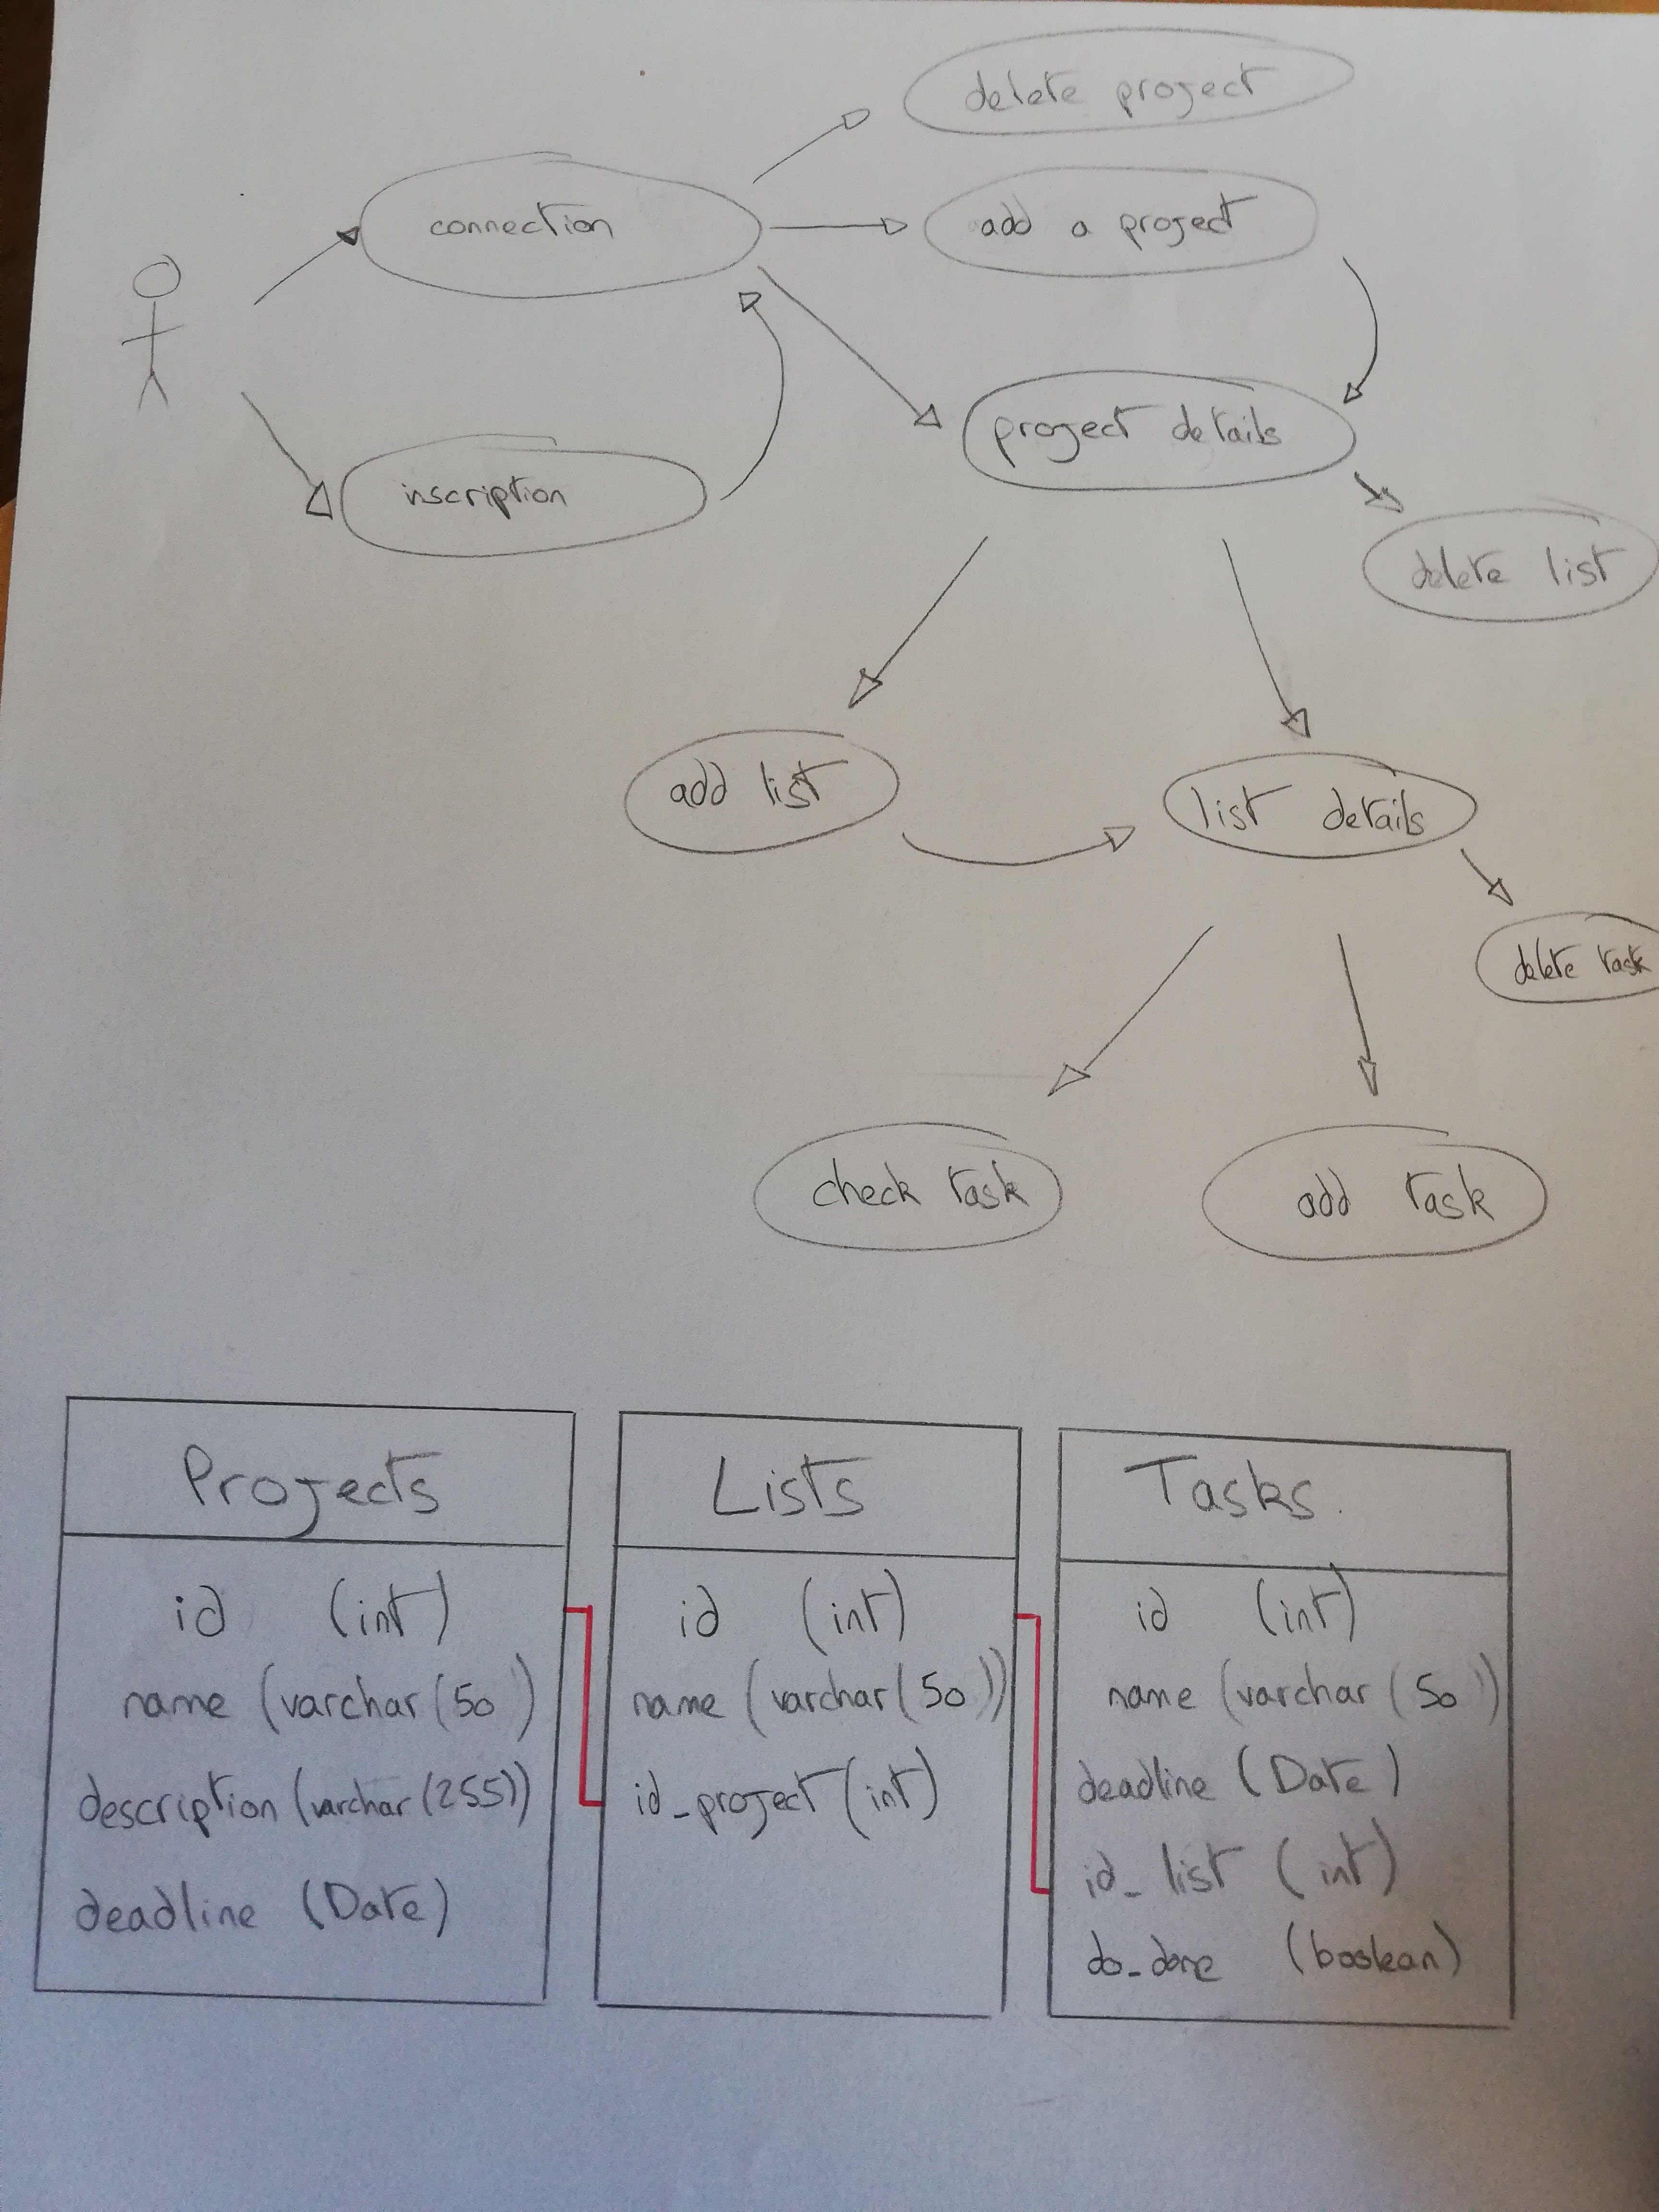 delete project
connection
add a project
project details
inscription
delete list
add list
list details
delete task
check task
add task
Projects
id (int)
name (varchar(50)
description (varchar(255))
deadline (Date)
Lists
id (int)
name (varchar(50))
id_project (int)
Tasks.
id (int)
name (varchar(50))
deadline (Date)
id_list (int)
do_done (boolean)